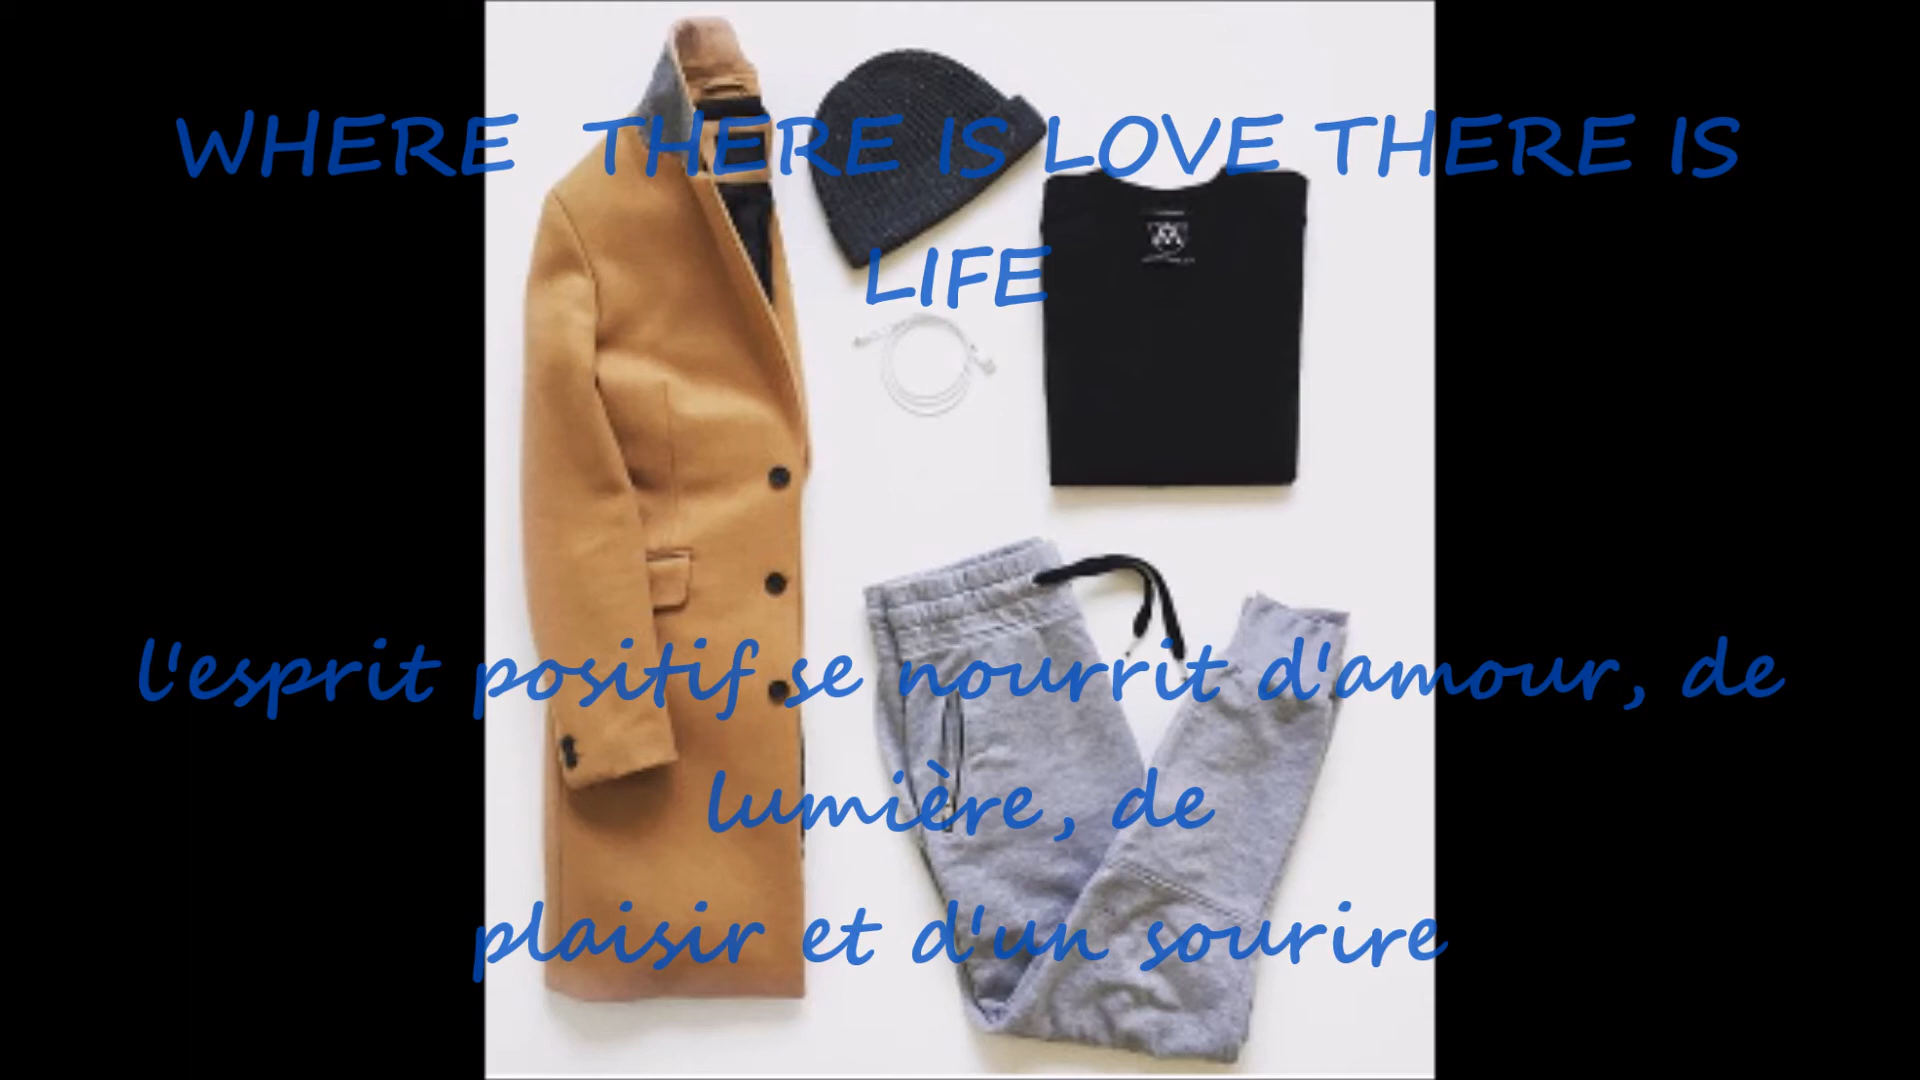 WHERE THERE IS LOVE THERE IS
LIFE
l'esprit positif se nourrit d'amour, de
lumière, de
plaisir et d'un sourire